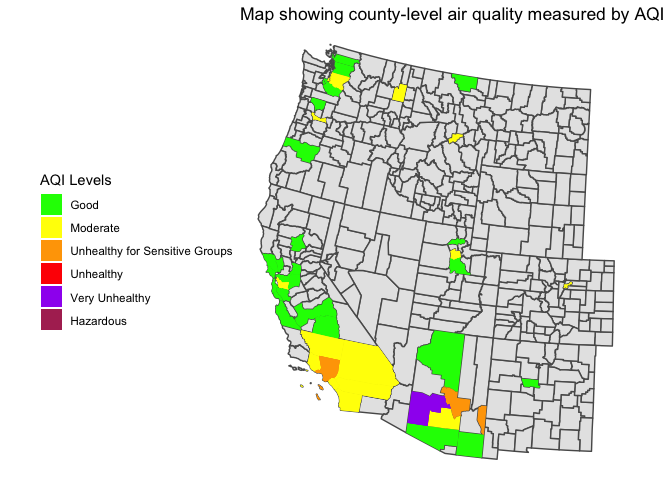 Map showing county-level air quality measured by AQI
AQI Levels
Good
Moderate
Unhealthy for Sensitive Groups
Unhealthy
Very Unhealthy
Hazardous